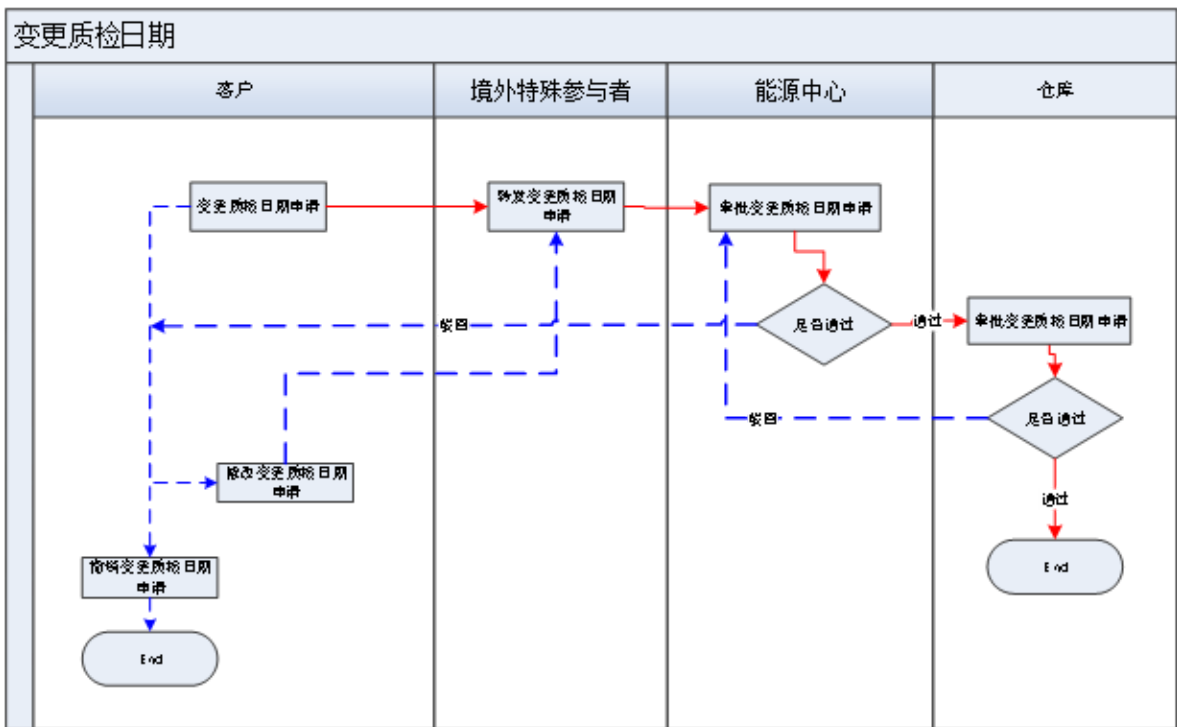 变更质检日期
客户
境外特殊参与者
能源中心
仓库
变更质检日期申请
转发变更质检日期
申请
审批变更质检日期申请
是否通过
驳回
通过
审批变更质检日期申请
是否通过
驳回
修改变更质检日期
申请
通过
撤销变更质检日期
申请
End
End